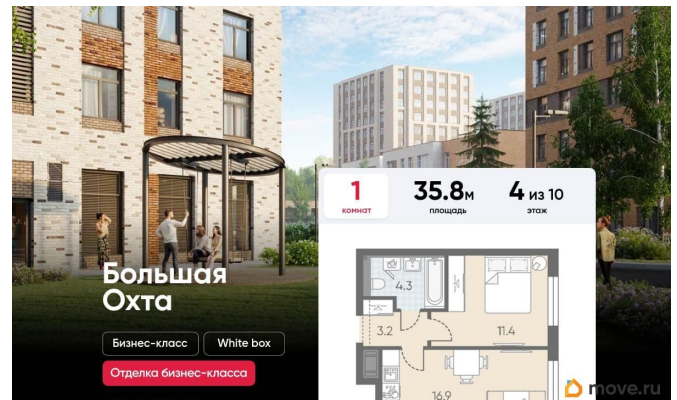 1
комнат
35.8м
площадь
4 из 10
этаж
4.3
3.2
11.4
16.9
Большая
Охта
Бизнес-класс
White box
Отделка бизнес-класса
move.ru